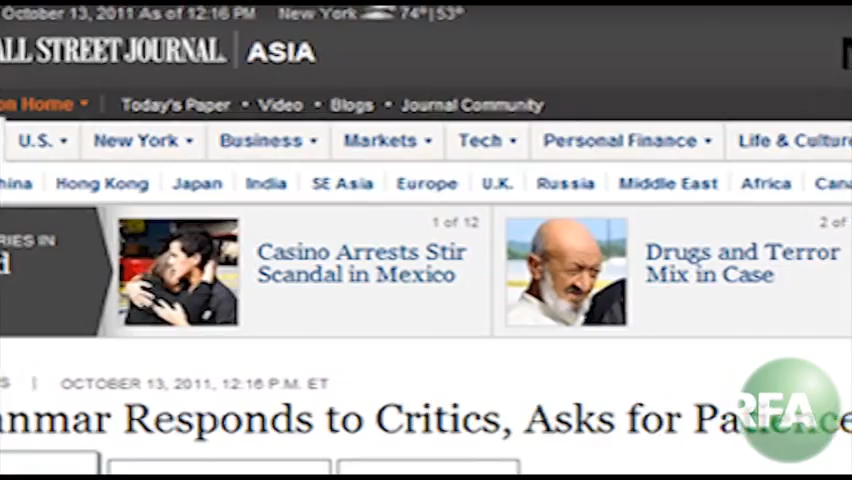 October 13, 2011 As of 12:16 PM New York 74° | 53°
ALL STREET JOURNAL. ASIA
on Home
Today's Paper • Video • Blogs • Journal Community
U.S. New York Business Markets Tech Personal Finance Life & Culture
hina Hong Kong Japan India SE Asia Europe U.K. Russia Middle East Africa Cana
RIES IN
d
1 of 12
Casino Arrests Stir
Scandal in Mexico
2 of
Drugs and Terror
Mix in Case
S | OCTOBER 13, 2011, 12:16 P.M. ET
anmar Responds to Critics, Asks for Patience
RFA